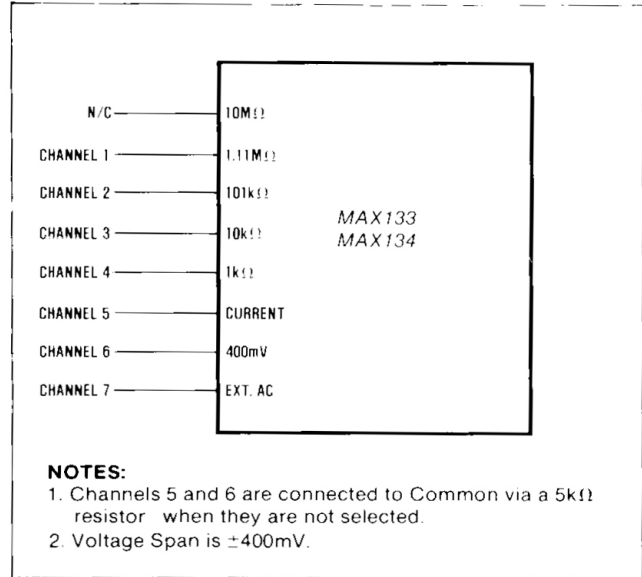 N/C 10MΩ
CHANNEL 1 1.11MΩ
CHANNEL 2 101kΩ
CHANNEL 3 10kΩ
CHANNEL 4 1kΩ
CHANNEL 5 CURRENT
CHANNEL 6 400mV
CHANNEL 7 EXT. AC
MAX133
MAX134
NOTES:
1. Channels 5 and 6 are connected to Common via a 5kΩ
resistor when they are not selected.
2. Voltage Span is ±400mV.